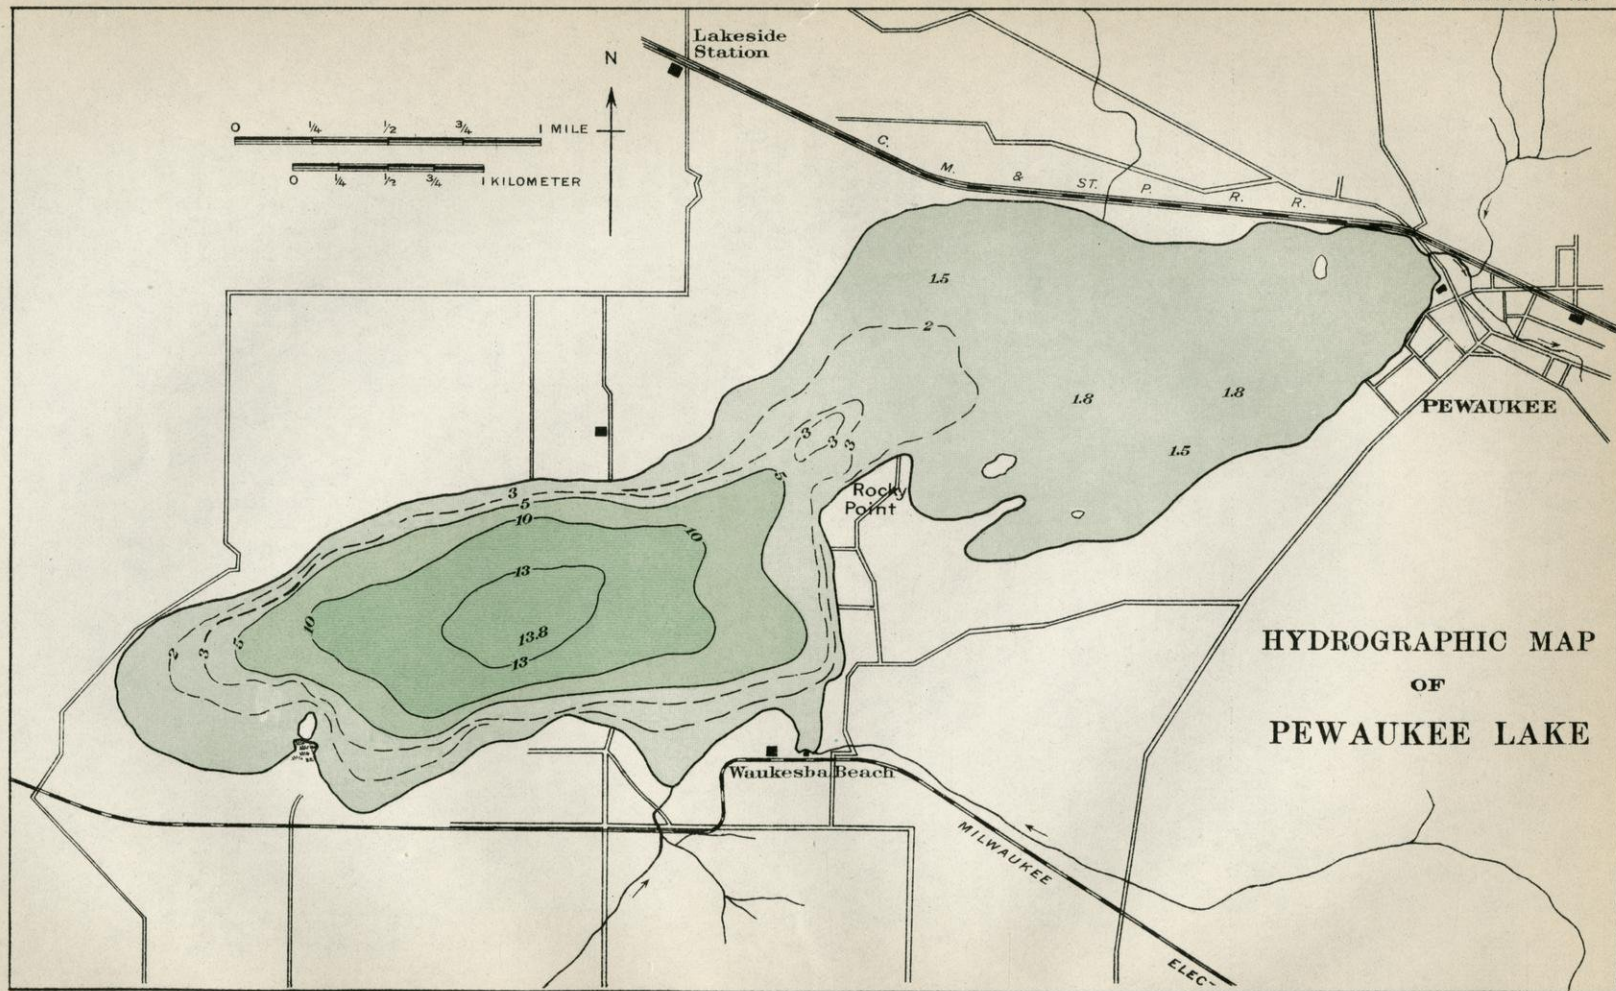 Lakeside
Station
N
0 ¼ ½ ¾ 1 MILE
0 ¼ ½ ¾ 1 KILOMETER
C. M. & ST. P. R. R.
1.5
2
1.8
1.8
1.5
PEWAUKEE
3
3
3
Rocky
Point
5
3
5
10
10
13
10
13.8
13
2
3
5
HYDROGRAPHIC MAP
OF
PEWAUKEE LAKE
Waukesha Beach
MILWAUKEE
ELEC-